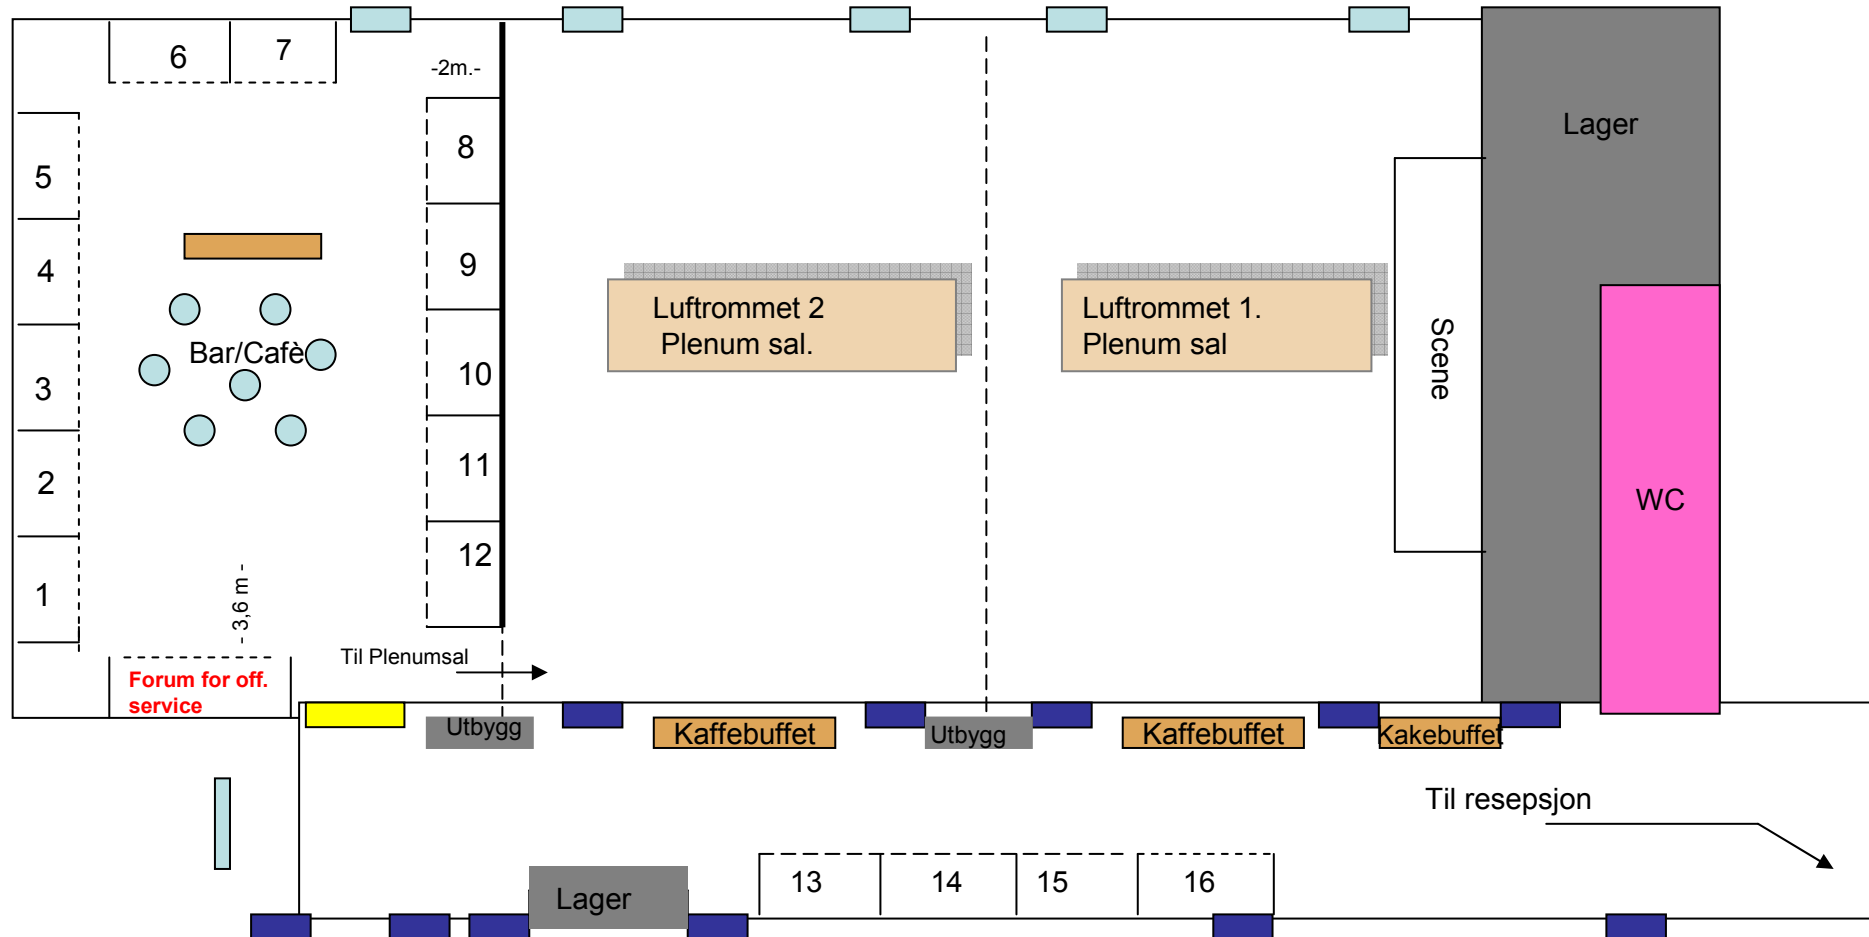 6
7
-2m.-
8
Lager
5
4
9
Luftrommet 2
Plenum sal.
Luftrommet 1.
Plenum sal
Scene
Bar/Cafè
3
10
2
11
WC
12
1
- 3,6 m -
Til Plenumsal
Forum for off.
service
Utbygg
Kaffebuffet
Utbygg
Kaffebuffet
Kakebuffet
Til resepsjon
Lager
13
14
15
16